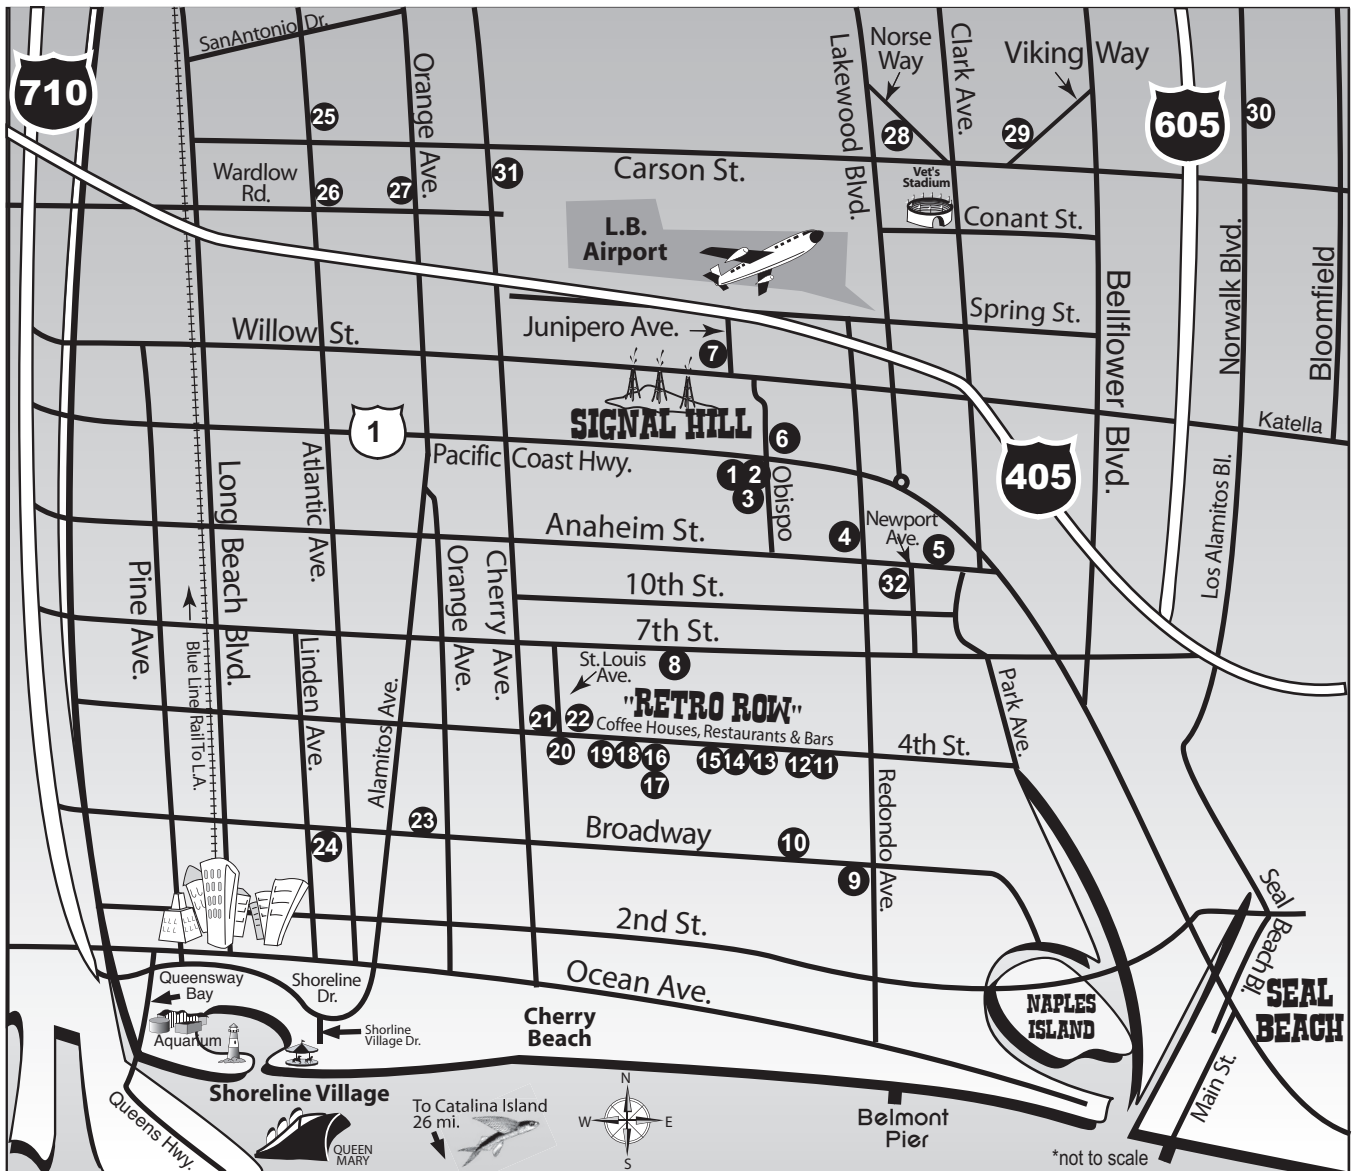 SanAntonio Dr.
710
25
Orange Ave.
Lakewood Blvd.
Norse
Way
Clark Ave.
Viking Way
605
30
28
29
Wardlow
Rd.
26
27
31
Carson St.
Vet's
Stadium
Conant St.
L.B.
Airport
Bellflower Blvd.
Norwalk Blvd.
Bloomfield
Spring St.
Willow St.
Junipero Ave.
7
SIGNAL HILL
Katella
1
Pacific Coast Hwy.
6
1
2
3
Obispo
405
Los Alamitos Bl.
Long Beach Blvd.
Atlantic Ave.
Anaheim St.
4
Newport
Ave.
5
Pine Ave.
Orange Ave.
Cherry Ave.
10th St.
32
7th St.
Blue Line Rail To L.A.
Linden Ave.
Alamitos Ave.
St. Louis
Ave.
8
Park Ave.
"RETRO ROW"
Coffee Houses, Restaurants & Bars
21
22
4th St.
20
19
18
16
15
14
13
12
11
17
Redondo Ave.
23
Broadway
10
24
9
2nd St.
Seal Beach Bl.
Ocean Ave.
Queensway
Bay
Shoreline
Dr.
NAPLES
ISLAND
SEAL
BEACH
Cherry
Beach
Aquarium
Shorline
Village Dr.
Main St.
Shoreline Village
Queens Hwy.
QUEEN
MARY
To Catalina Island
26 mi.
N
W
E
S
Belmont
Pier
*not to scale